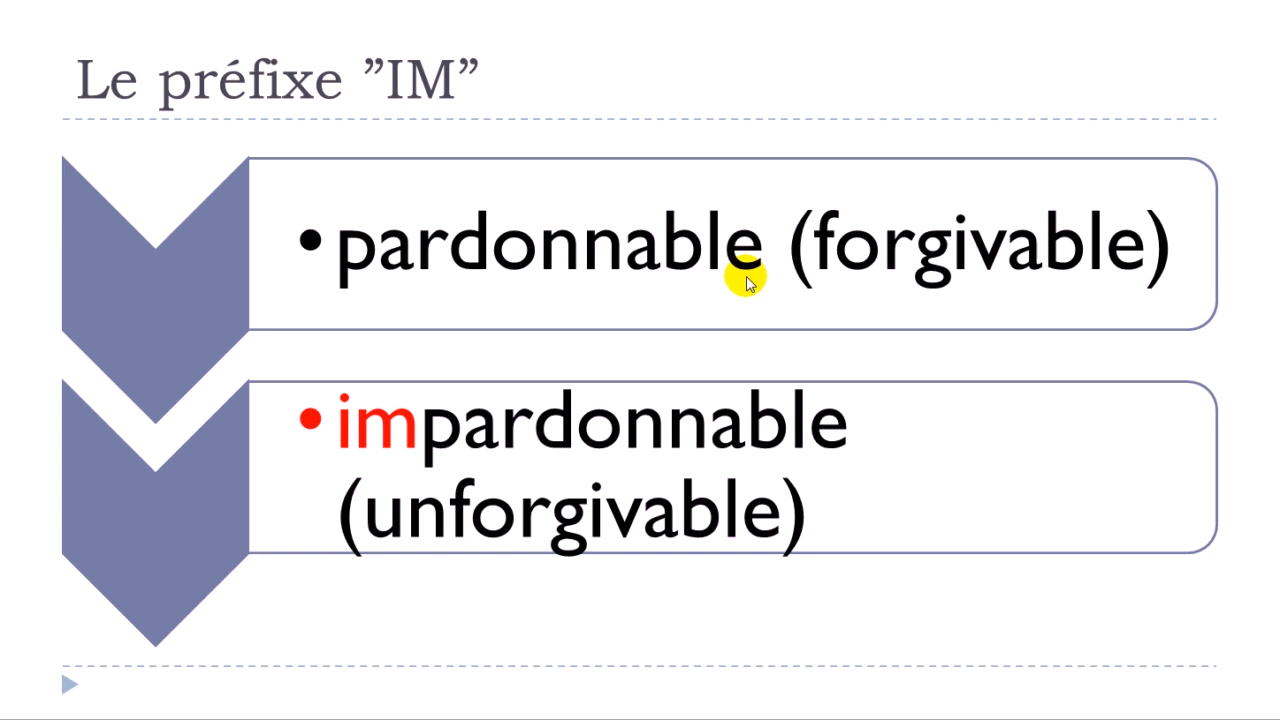 Le préfixe ”IM”
•pardonnable (forgivable)
•impardonnable
(unforgivable)